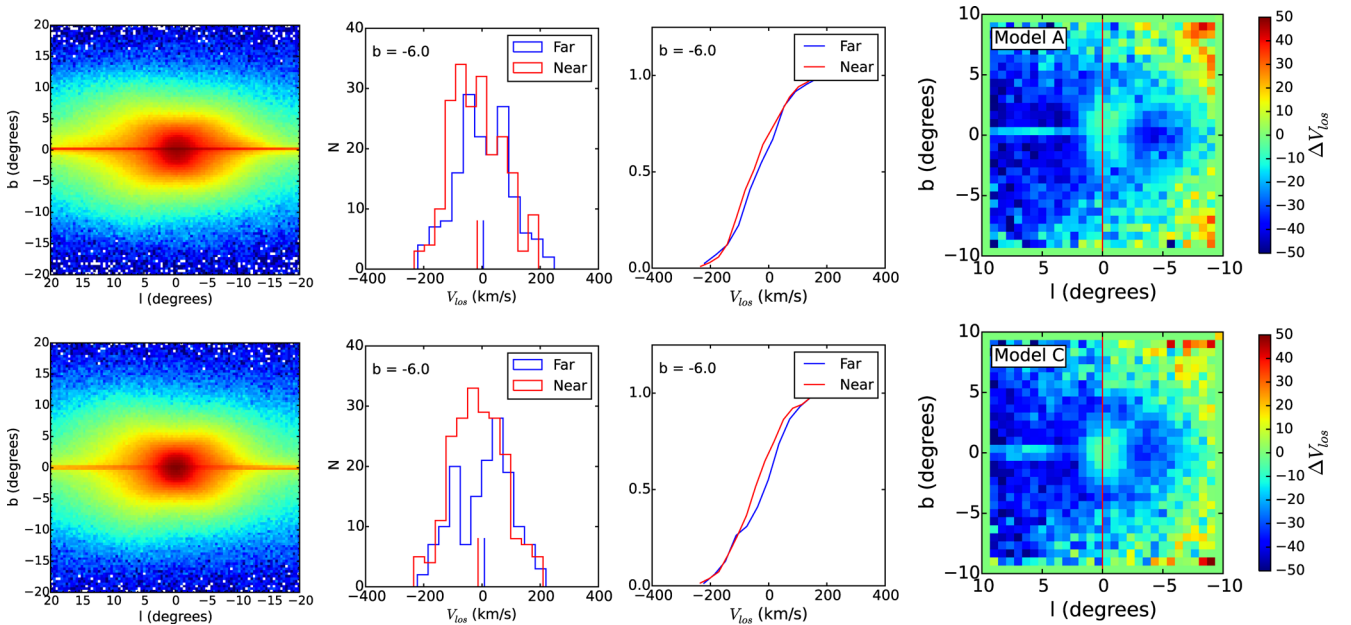 20
15
10
5
0
−5
−10
−15
−20
b (degrees)
20 15 10 5 0 −5 −10 −15 −20
l (degrees)
40
30
20
10
0
N
b = -6.0
Far
Near
−400 −200 0 200 400
V_los (km/s)
1.0
0.5
0.0
b = -6.0
Far
Near
−400 −200 0 200 400
V_los (km/s)
10
5
0
−5
−10
b (degrees)
Model A
10 5 0 −5 −10
l (degrees)
50
40
30
20
10
0
−10
−20
−30
−40
−50
ΔV_los
20
15
10
5
0
−5
−10
−15
−20
b (degrees)
20 15 10 5 0 −5 −10 −15 −20
l (degrees)
40
30
20
10
0
N
b = -6.0
Far
Near
−400 −200 0 200 400
V_los (km/s)
1.0
0.5
0.0
b = -6.0
Far
Near
−400 −200 0 200 400
V_los (km/s)
10
5
0
−5
−10
b (degrees)
Model C
10 5 0 −5 −10
l (degrees)
50
40
30
20
10
0
−10
−20
−30
−40
−50
ΔV_los